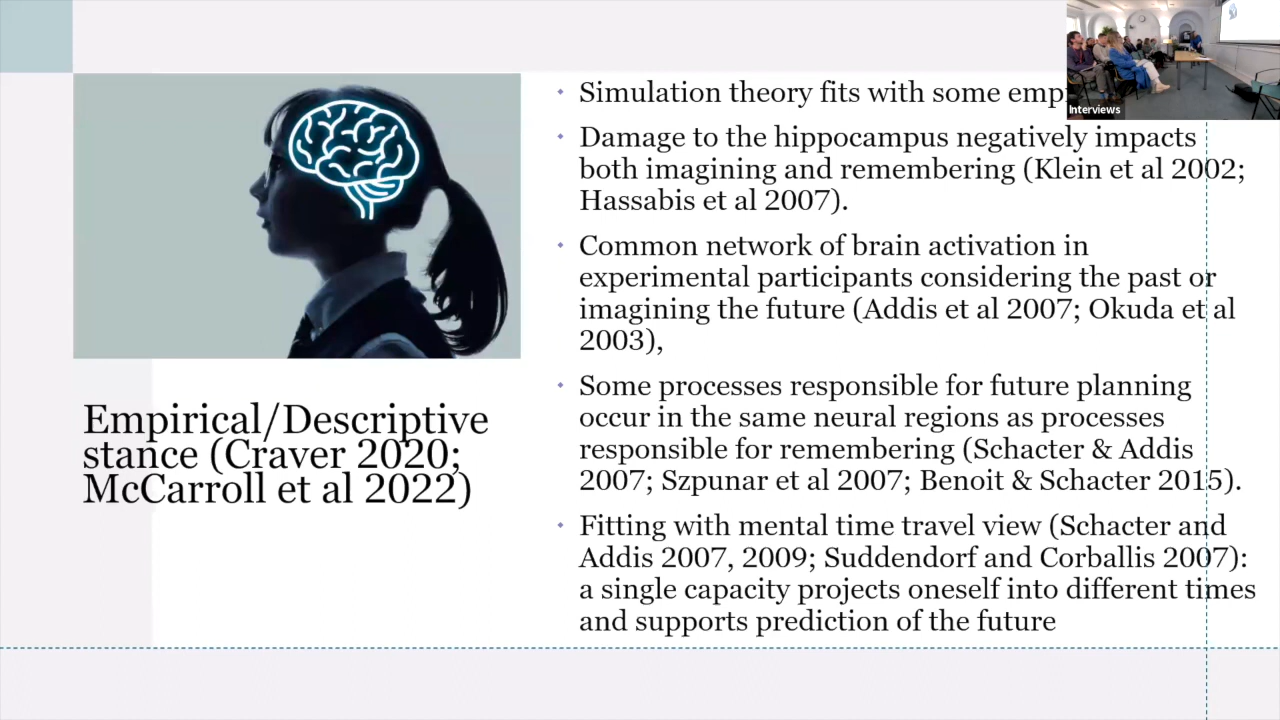 Simulation theory fits with some emp
Interviews
Damage to the hippocampus negatively impacts
both imagining and remembering (Klein et al 2002;
Hassabis et al 2007).
Common network of brain activation in
experimental participants considering the past or
imagining the future (Addis et al 2007; Okuda et al
2003),
Some processes responsible for future planning
occur in the same neural regions as processes
responsible for remembering (Schacter & Addis
2007; Szpunar et al 2007; Benoit & Schacter 2015).
Fitting with mental time travel view (Schacter and
Addis 2007, 2009; Suddendorf and Corballis 2007):
a single capacity projects oneself into different times
and supports prediction of the future
Empirical/Descriptive
stance (Craver 2020;
McCarroll et al 2022)